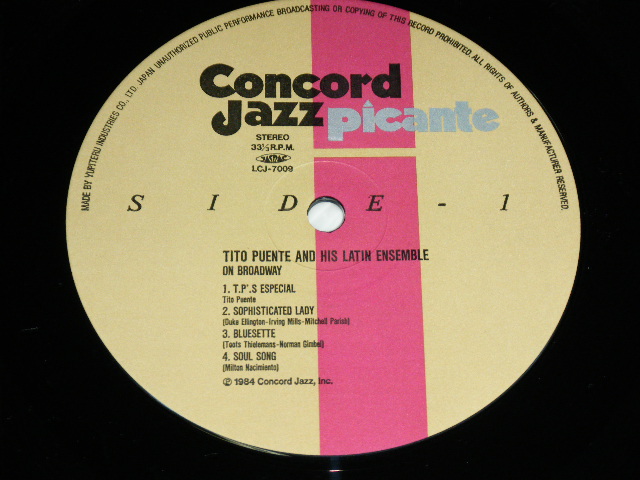 MADE BY YUPITERU INDUSTRIES CO., LTD. JAPAN UNAUTHORIZED PUBLIC PERFORMANCE BROADCASTING OR COPYING OF THIS RECORD PROHIBITED. ALL RIGHTS OF AUTHORS & MANUFACTURER RESERVED.
Concord
Jazz picante
STEREO
33⅓ R.P.M.
JASRAC
LCJ-7009
SIDE-1
TITO PUENTE AND HIS LATIN ENSEMBLE
ON BROADWAY
1. T.P'.S ESPECIAL
Tito Puente
2. SOPHISTICATED LADY
(Duke Ellington-Irving Mills-Mitchell Parish)
3. BLUESETTE
(Toots Thielemans-Norman Gimbel)
4. SOUL SONG
(Milton Nacimiento)
℗ 1984 Concord Jazz, Inc.